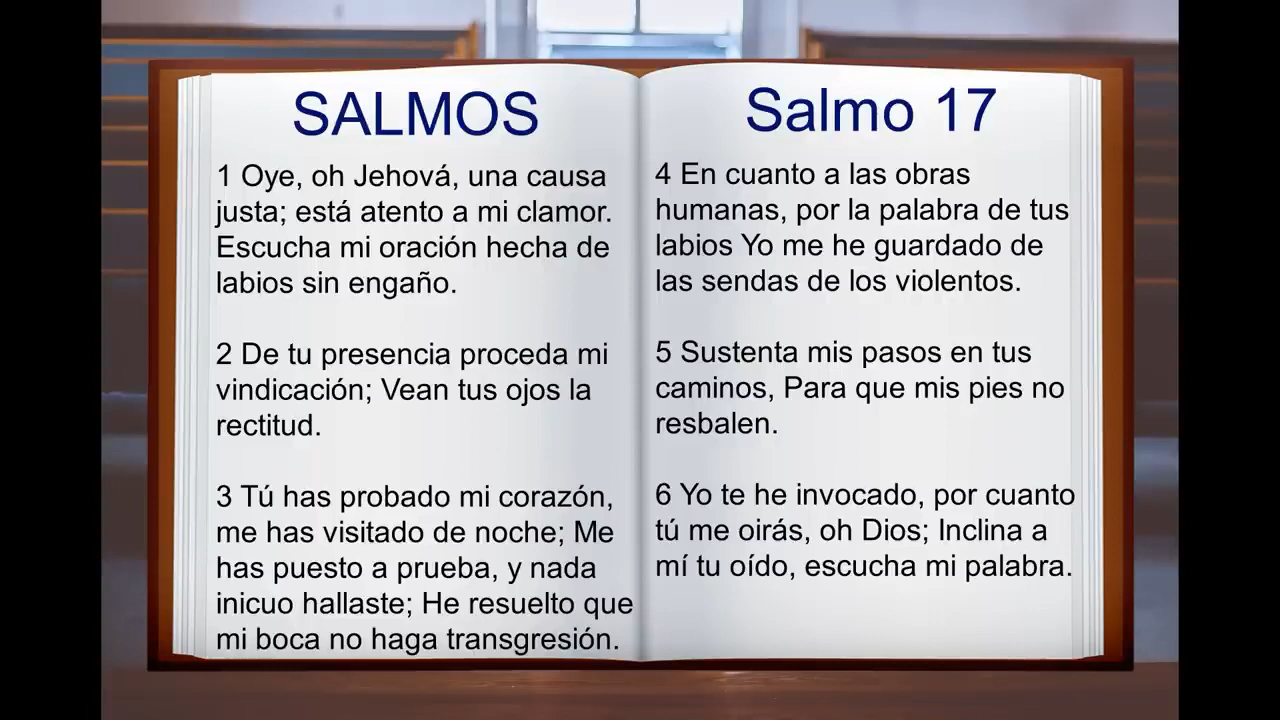 SALMOS
1 Oye, oh Jehová, una causa
justa; está atento a mi clamor.
Escucha mi oración hecha de
labios sin engaño.
2 De tu presencia proceda mi
vindicación; Vean tus ojos la
rectitud.
3 Tú has probado mi corazón,
me has visitado de noche; Me
has puesto a prueba, y nada
inicuo hallaste; He resuelto que
mi boca no haga transgresión.
Salmo 17
4 En cuanto a las obras
humanas, por la palabra de tus
labios Yo me he guardado de
las sendas de los violentos.
5 Sustenta mis pasos en tus
caminos, Para que mis pies no
resbalen.
6 Yo te he invocado, por cuanto
tú me oirás, oh Dios; Inclina a
mí tu oído, escucha mi palabra.